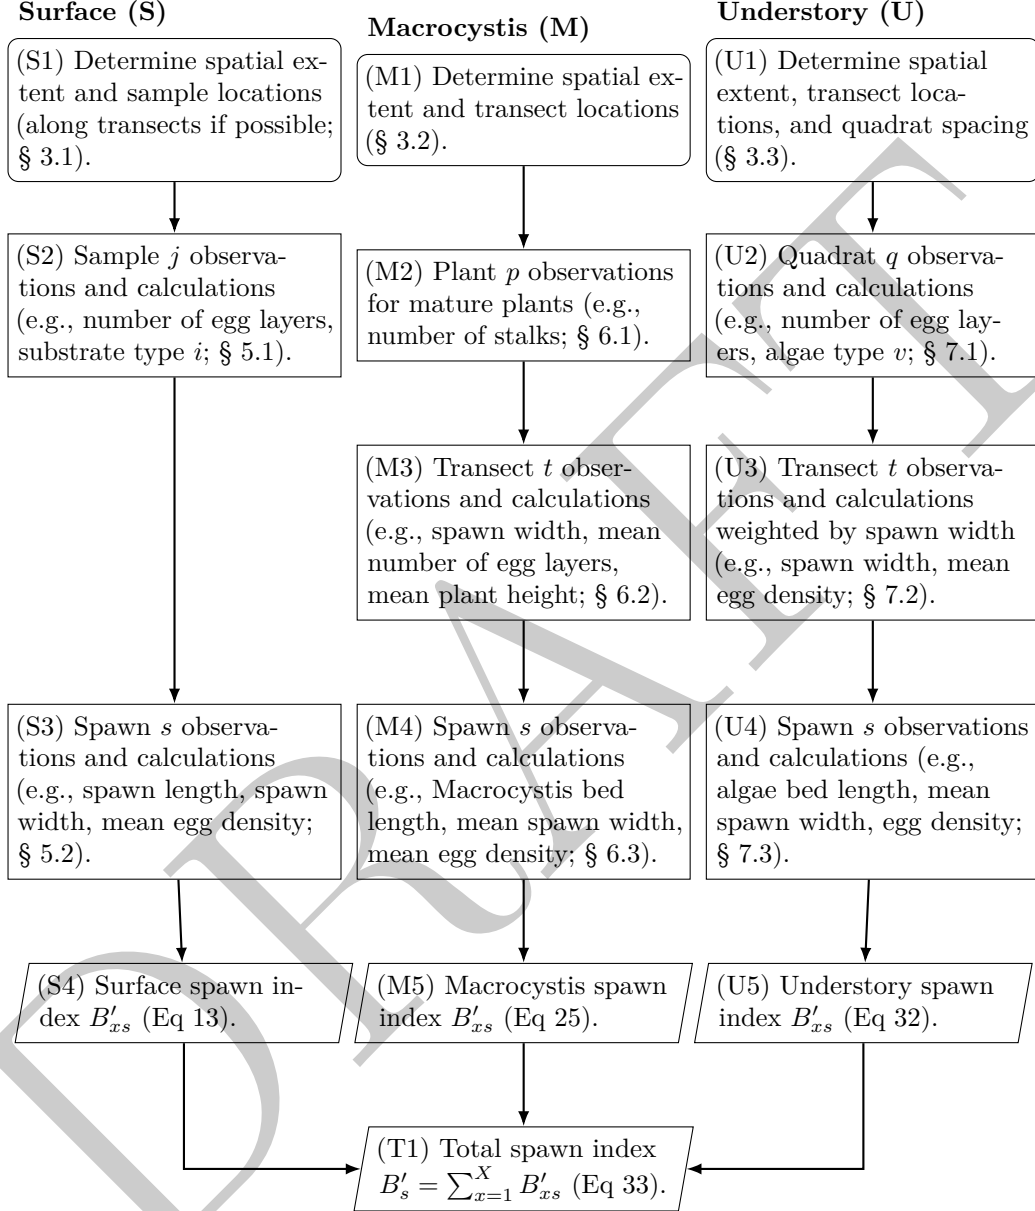 Surface (S)
(S1) Determine spatial ex-
tent and sample locations
(along transects if possible;
§ 3.1).
(S2) Sample j observa-
tions and calculations
(e.g., number of egg layers,
substrate type i; § 5.1).
(S3) Spawn s observa-
tions and calculations
(e.g., spawn length, spawn
width, mean egg density;
§ 5.2).
(S4) Surface spawn in-
dex B′xs (Eq 13).
Macrocystis (M)
(M1) Determine spatial ex-
tent and transect locations
(§ 3.2).
(M2) Plant p observations
for mature plants (e.g.,
number of stalks; § 6.1).
(M3) Transect t obser-
vations and calculations
(e.g., spawn width, mean
number of egg layers,
mean plant height; § 6.2).
(M4) Spawn s observa-
tions and calculations
(e.g., Macrocystis bed
length, mean spawn width,
mean egg density; § 6.3).
(M5) Macrocystis spawn
index B′xs (Eq 25).
Understory (U)
(U1) Determine spatial
extent, transect loca-
tions, and quadrat spacing
(§ 3.3).
(U2) Quadrat q observa-
tions and calculations
(e.g., number of egg lay-
ers, algae type v; § 7.1).
(U3) Transect t observa-
tions and calculations
weighted by spawn width
(e.g., spawn width, mean
egg density; § 7.2).
(U4) Spawn s observations
and calculations (e.g.,
algae bed length, mean
spawn width, egg density;
§ 7.3).
(U5) Understory spawn
index B′xs (Eq 32).
(T1) Total spawn index
B′s = ∑Xx=1 B′xs (Eq 33).
DRAFT